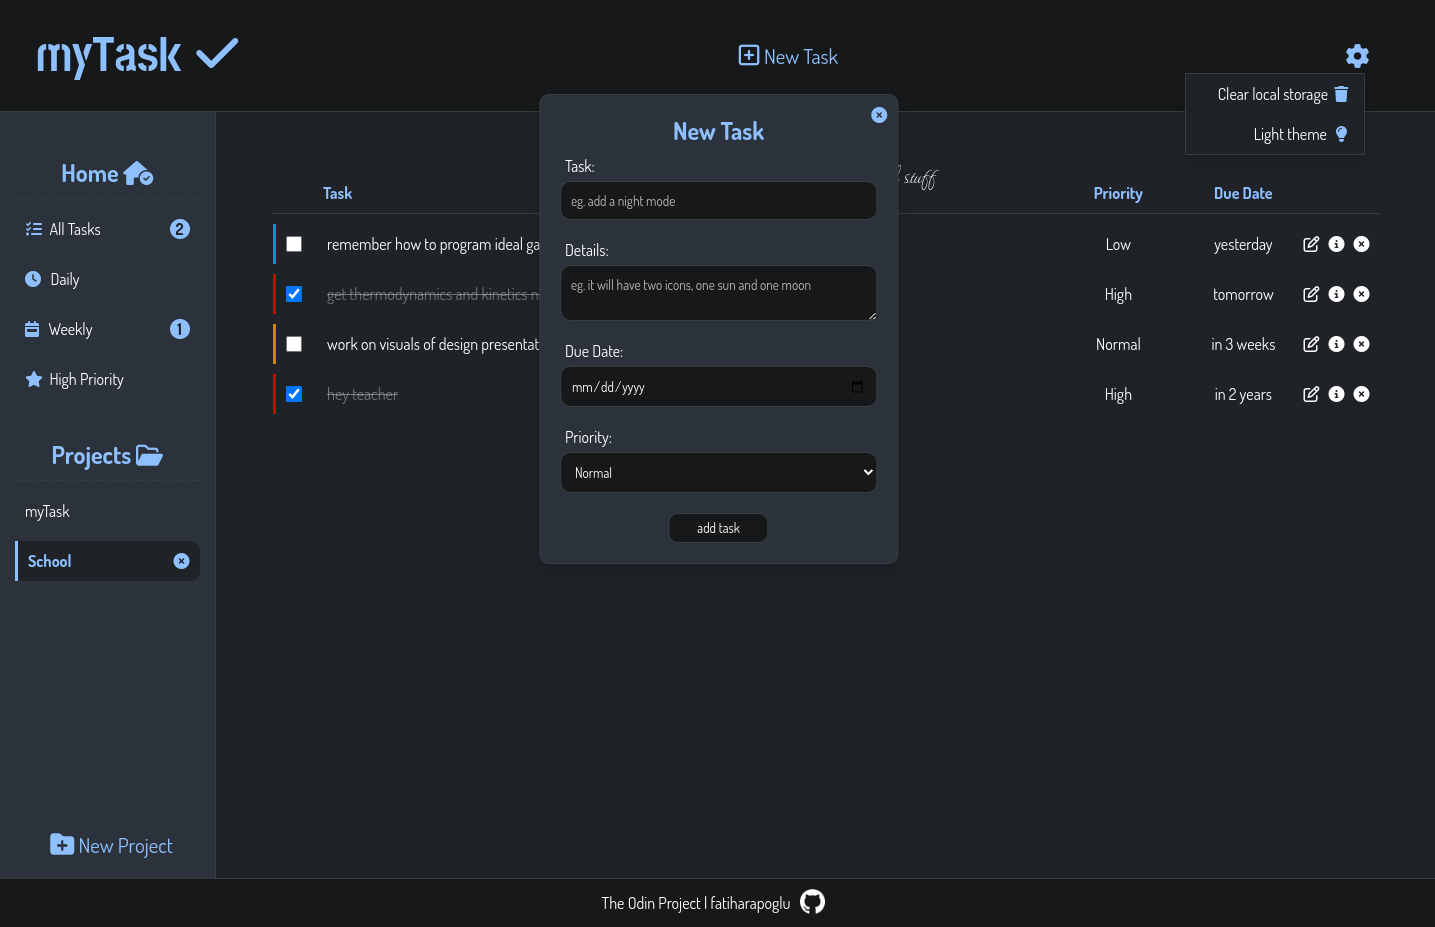 myTask
New Task
Clear local storage
Light theme
Home
All Tasks 2
Daily
Weekly 1
High Priority
Projects
myTask
School
New Project
stuff
Task Priority Due Date
remember how to program ideal Low yesterday
get thermodynamics and kinetics High tomorrow
work on visuals of design Normal in 3 weeks
hey teacher High in 2 years
New Task
Task:
eg. add a night mode
Details:
eg. it will have two icons, one sun and one moon
Due Date:
mm/dd/yyyy
Priority:
Normal
add task
The Odin Project | fatiharapoglu